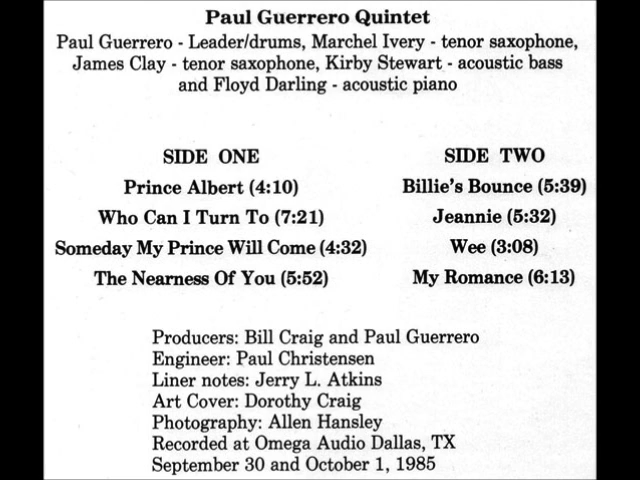 Paul Guerrero Quintet
Paul Guerrero - Leader/drums, Marchel Ivery - tenor saxophone,
James Clay - tenor saxophone, Kirby Stewart - acoustic bass
and Floyd Darling - acoustic piano
SIDE ONE
Prince Albert (4:10)
Who Can I Turn To (7:21)
Someday My Prince Will Come (4:32)
The Nearness Of You (5:52)
SIDE TWO
Billie's Bounce (5:39)
Jeannie (5:32)
Wee (3:08)
My Romance (6:13)
Producers: Bill Craig and Paul Guerrero
Engineer: Paul Christensen
Liner notes: Jerry L. Atkins
Art Cover: Dorothy Craig
Photography: Allen Hansley
Recorded at Omega Audio Dallas, TX
September 30 and October 1, 1985